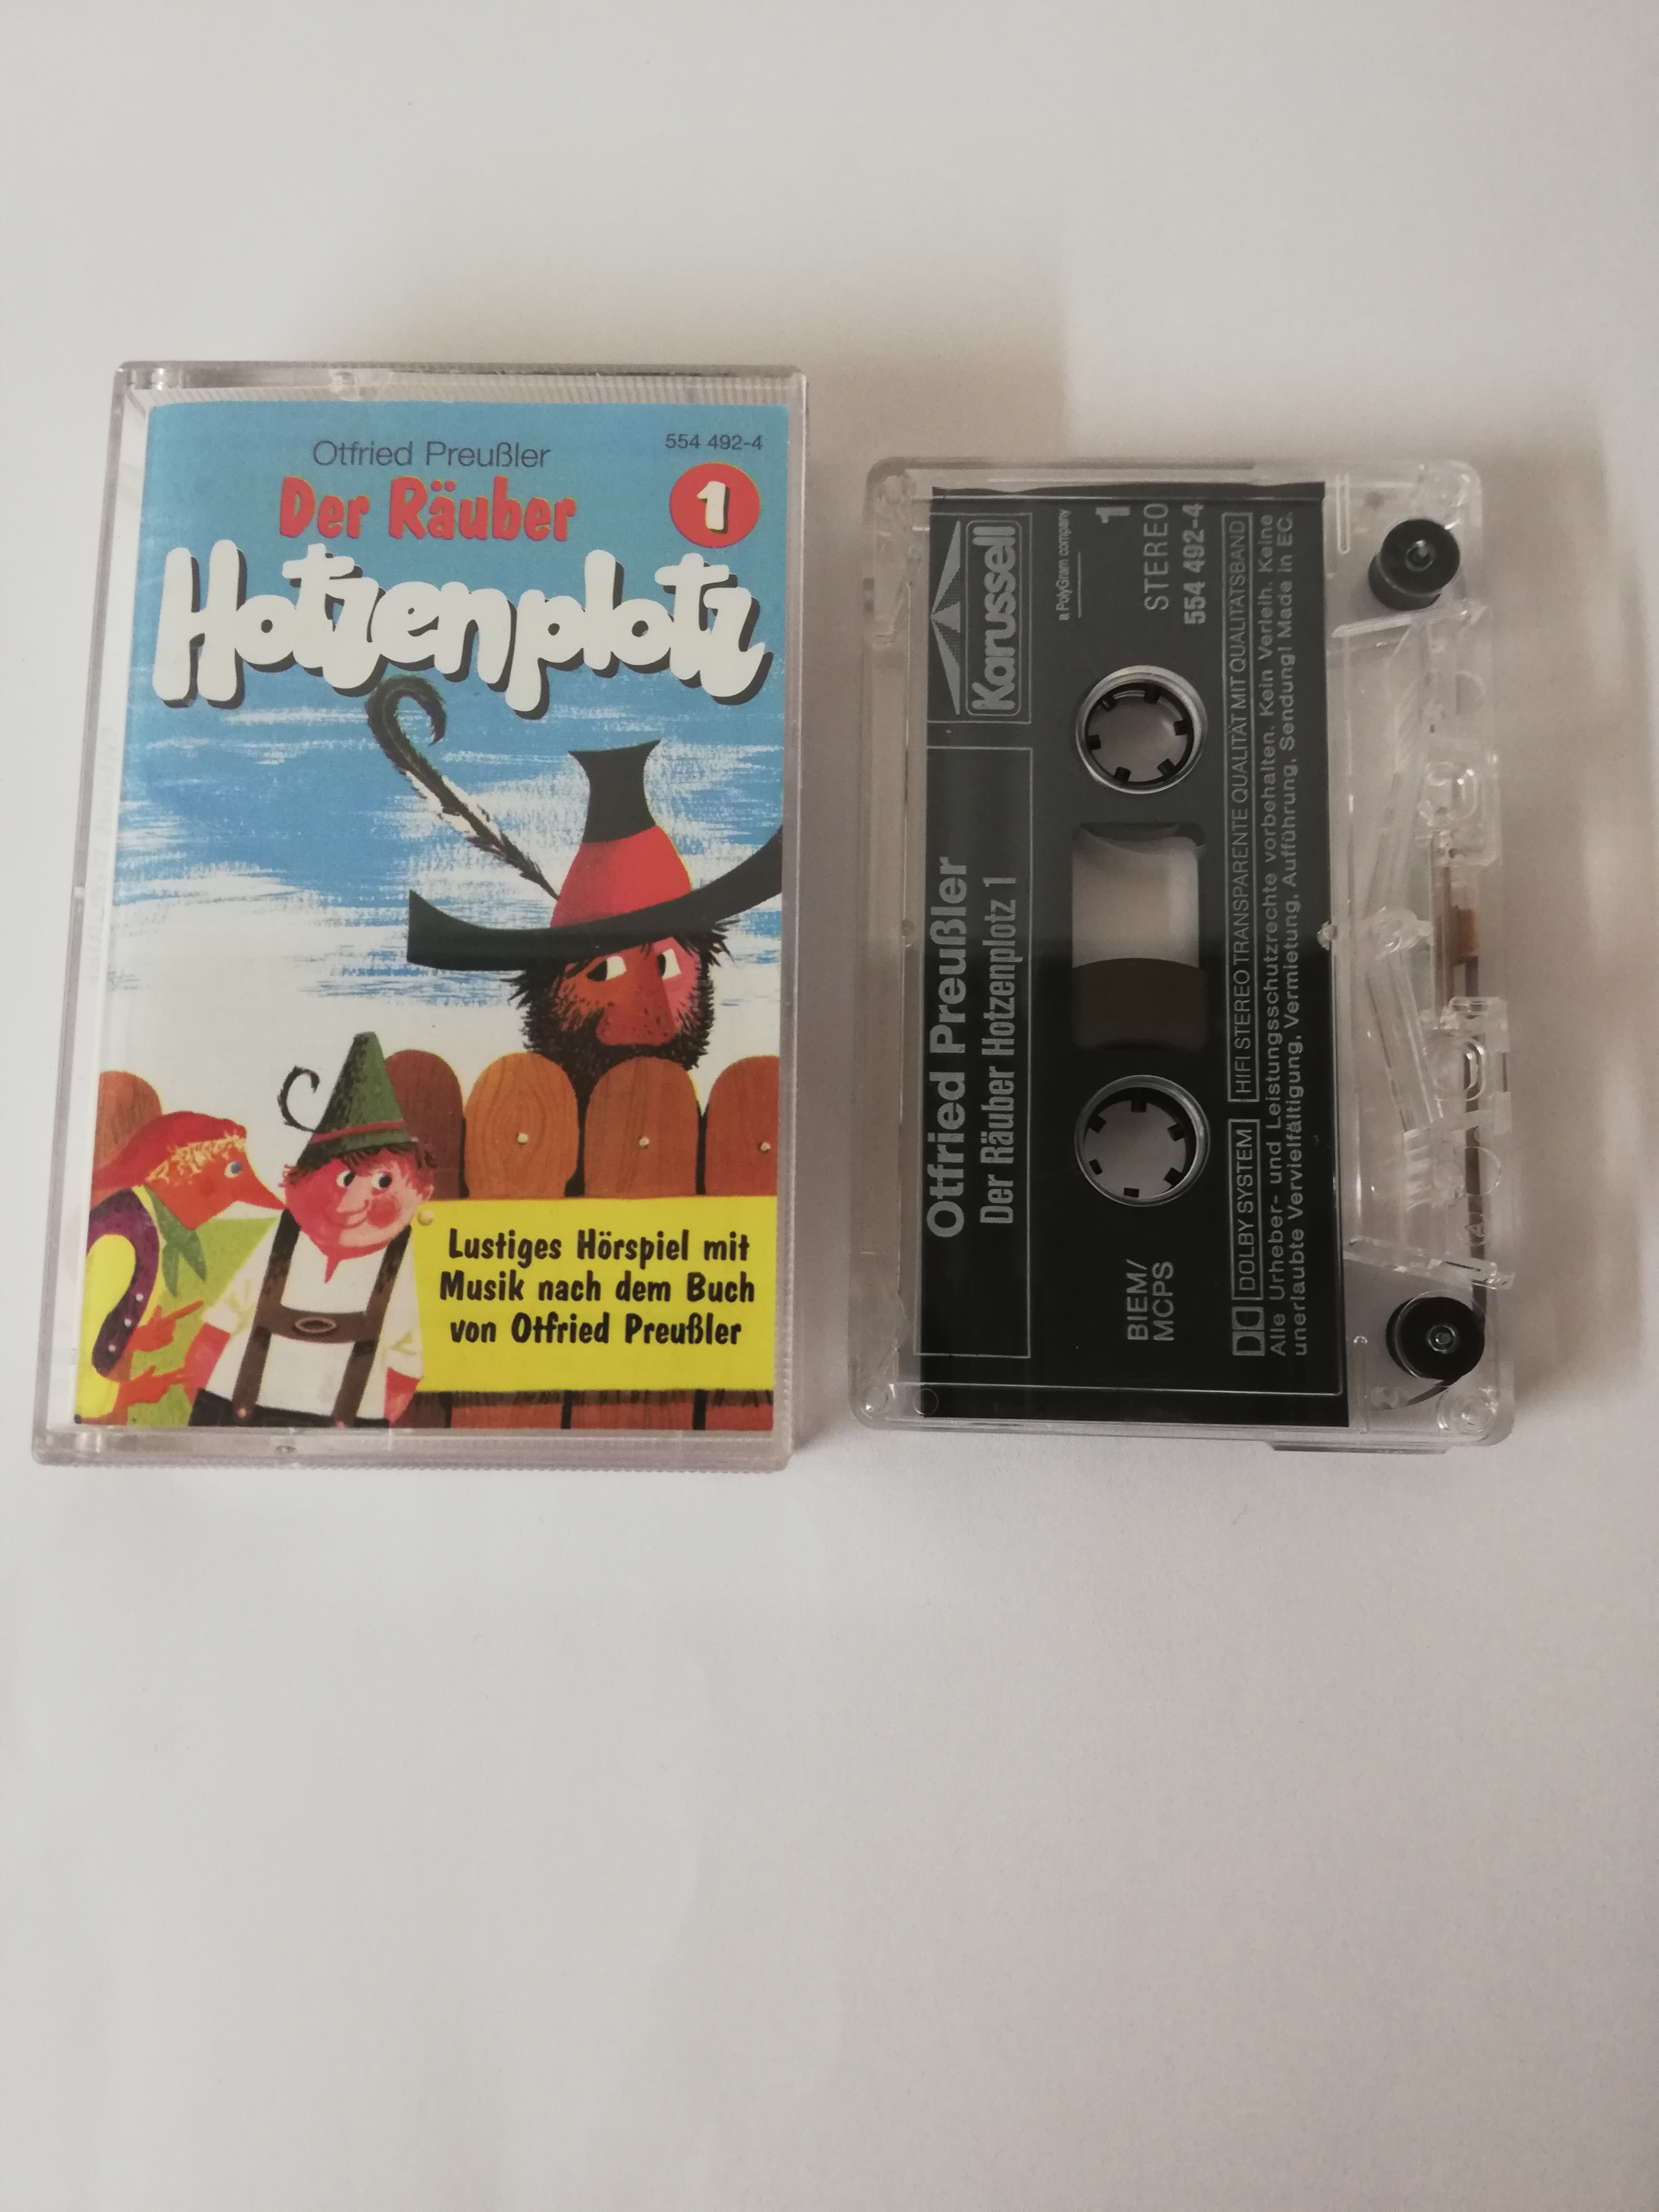 Otfried Preußler
554 492-4
Der Räuber
1
Hotzenplotz
Lustiges Hörspiel mit
Musik nach dem Buch
von Otfried Preußler
Otfried Preußler
Der Räuber Hotzenplotz 1
Karussell
a PolyGram company
1
STEREO
554 492-4
BIEM/
MCPS
DOLBY SYSTEM
HIFI STEREO TRANSPARENTE QUALITÄT MIT QUALITÄTSBAND
Alle Urheber- und Leistungsschutzrechte vorbehalten. Kein Verleih. Keine
unerlaubte Vervielfältigung, Vermietung, Aufführung, Sendung! Made in EC.